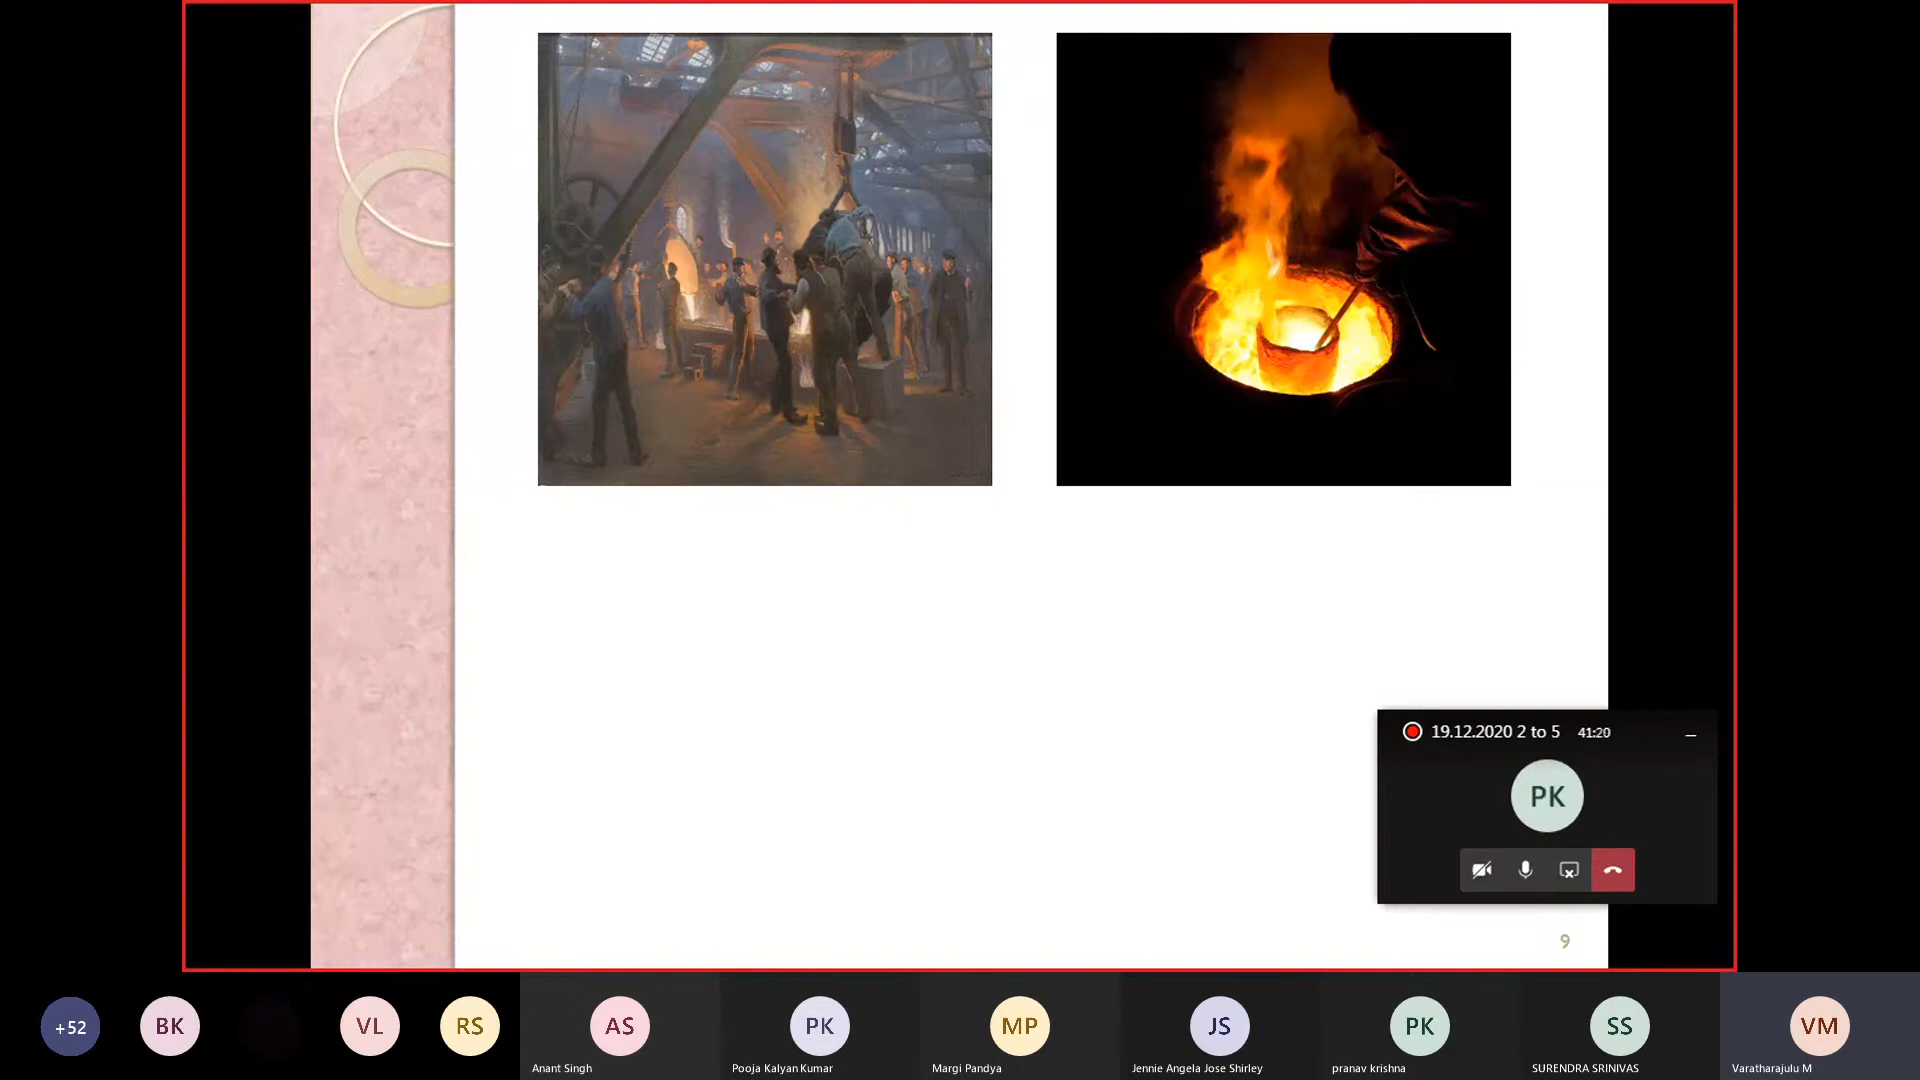 19.12.2020 2 to 5 41:20
PK
9
+52
BK
VL
RS
AS
PK
MP
JS
PK
SS
VM
Anant Singh
Pooja Kalyan Kumar
Margi Pandya
Jennie Angela Jose Shirley
pranav krishna
SURENDRA SRINIVAS
Varatharajulu M